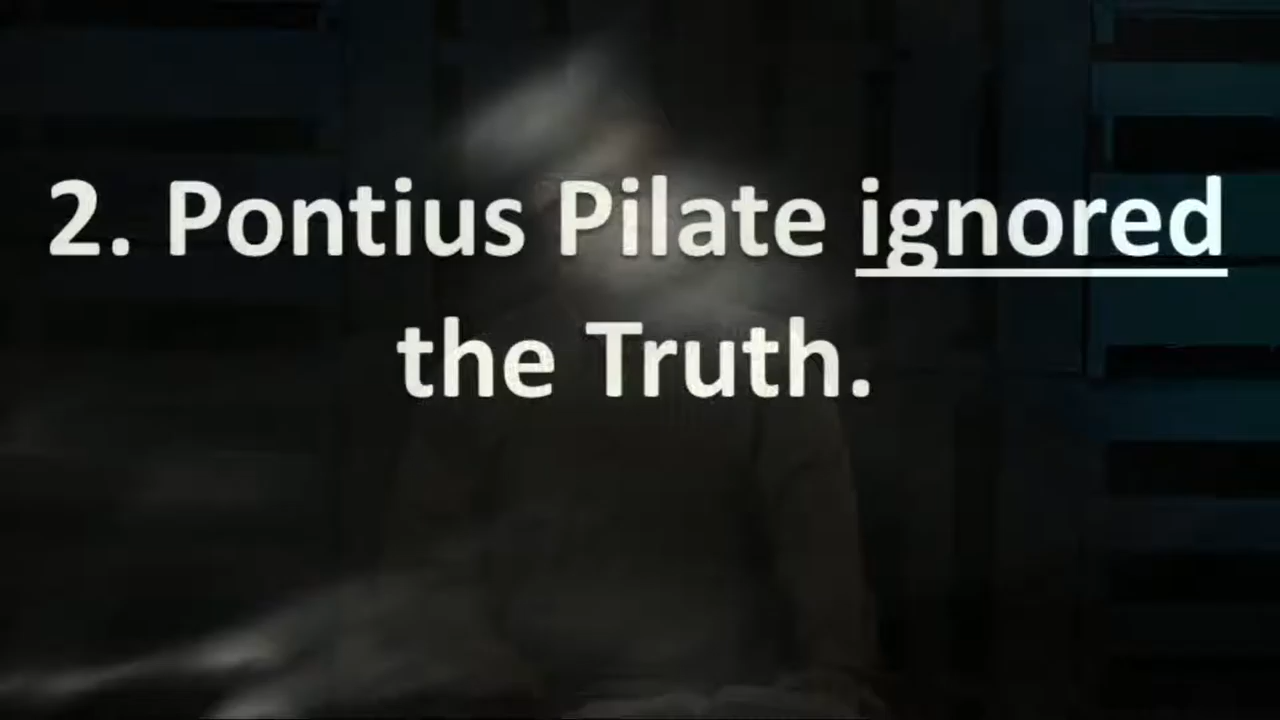 2. Pontius Pilate ignored
the Truth.